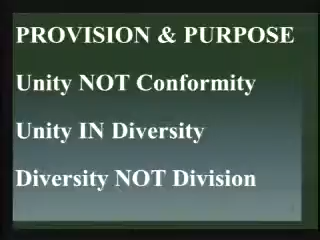 PROVISION & PURPOSE
Unity NOT Conformity
Unity IN Diversity
Diversity NOT Division